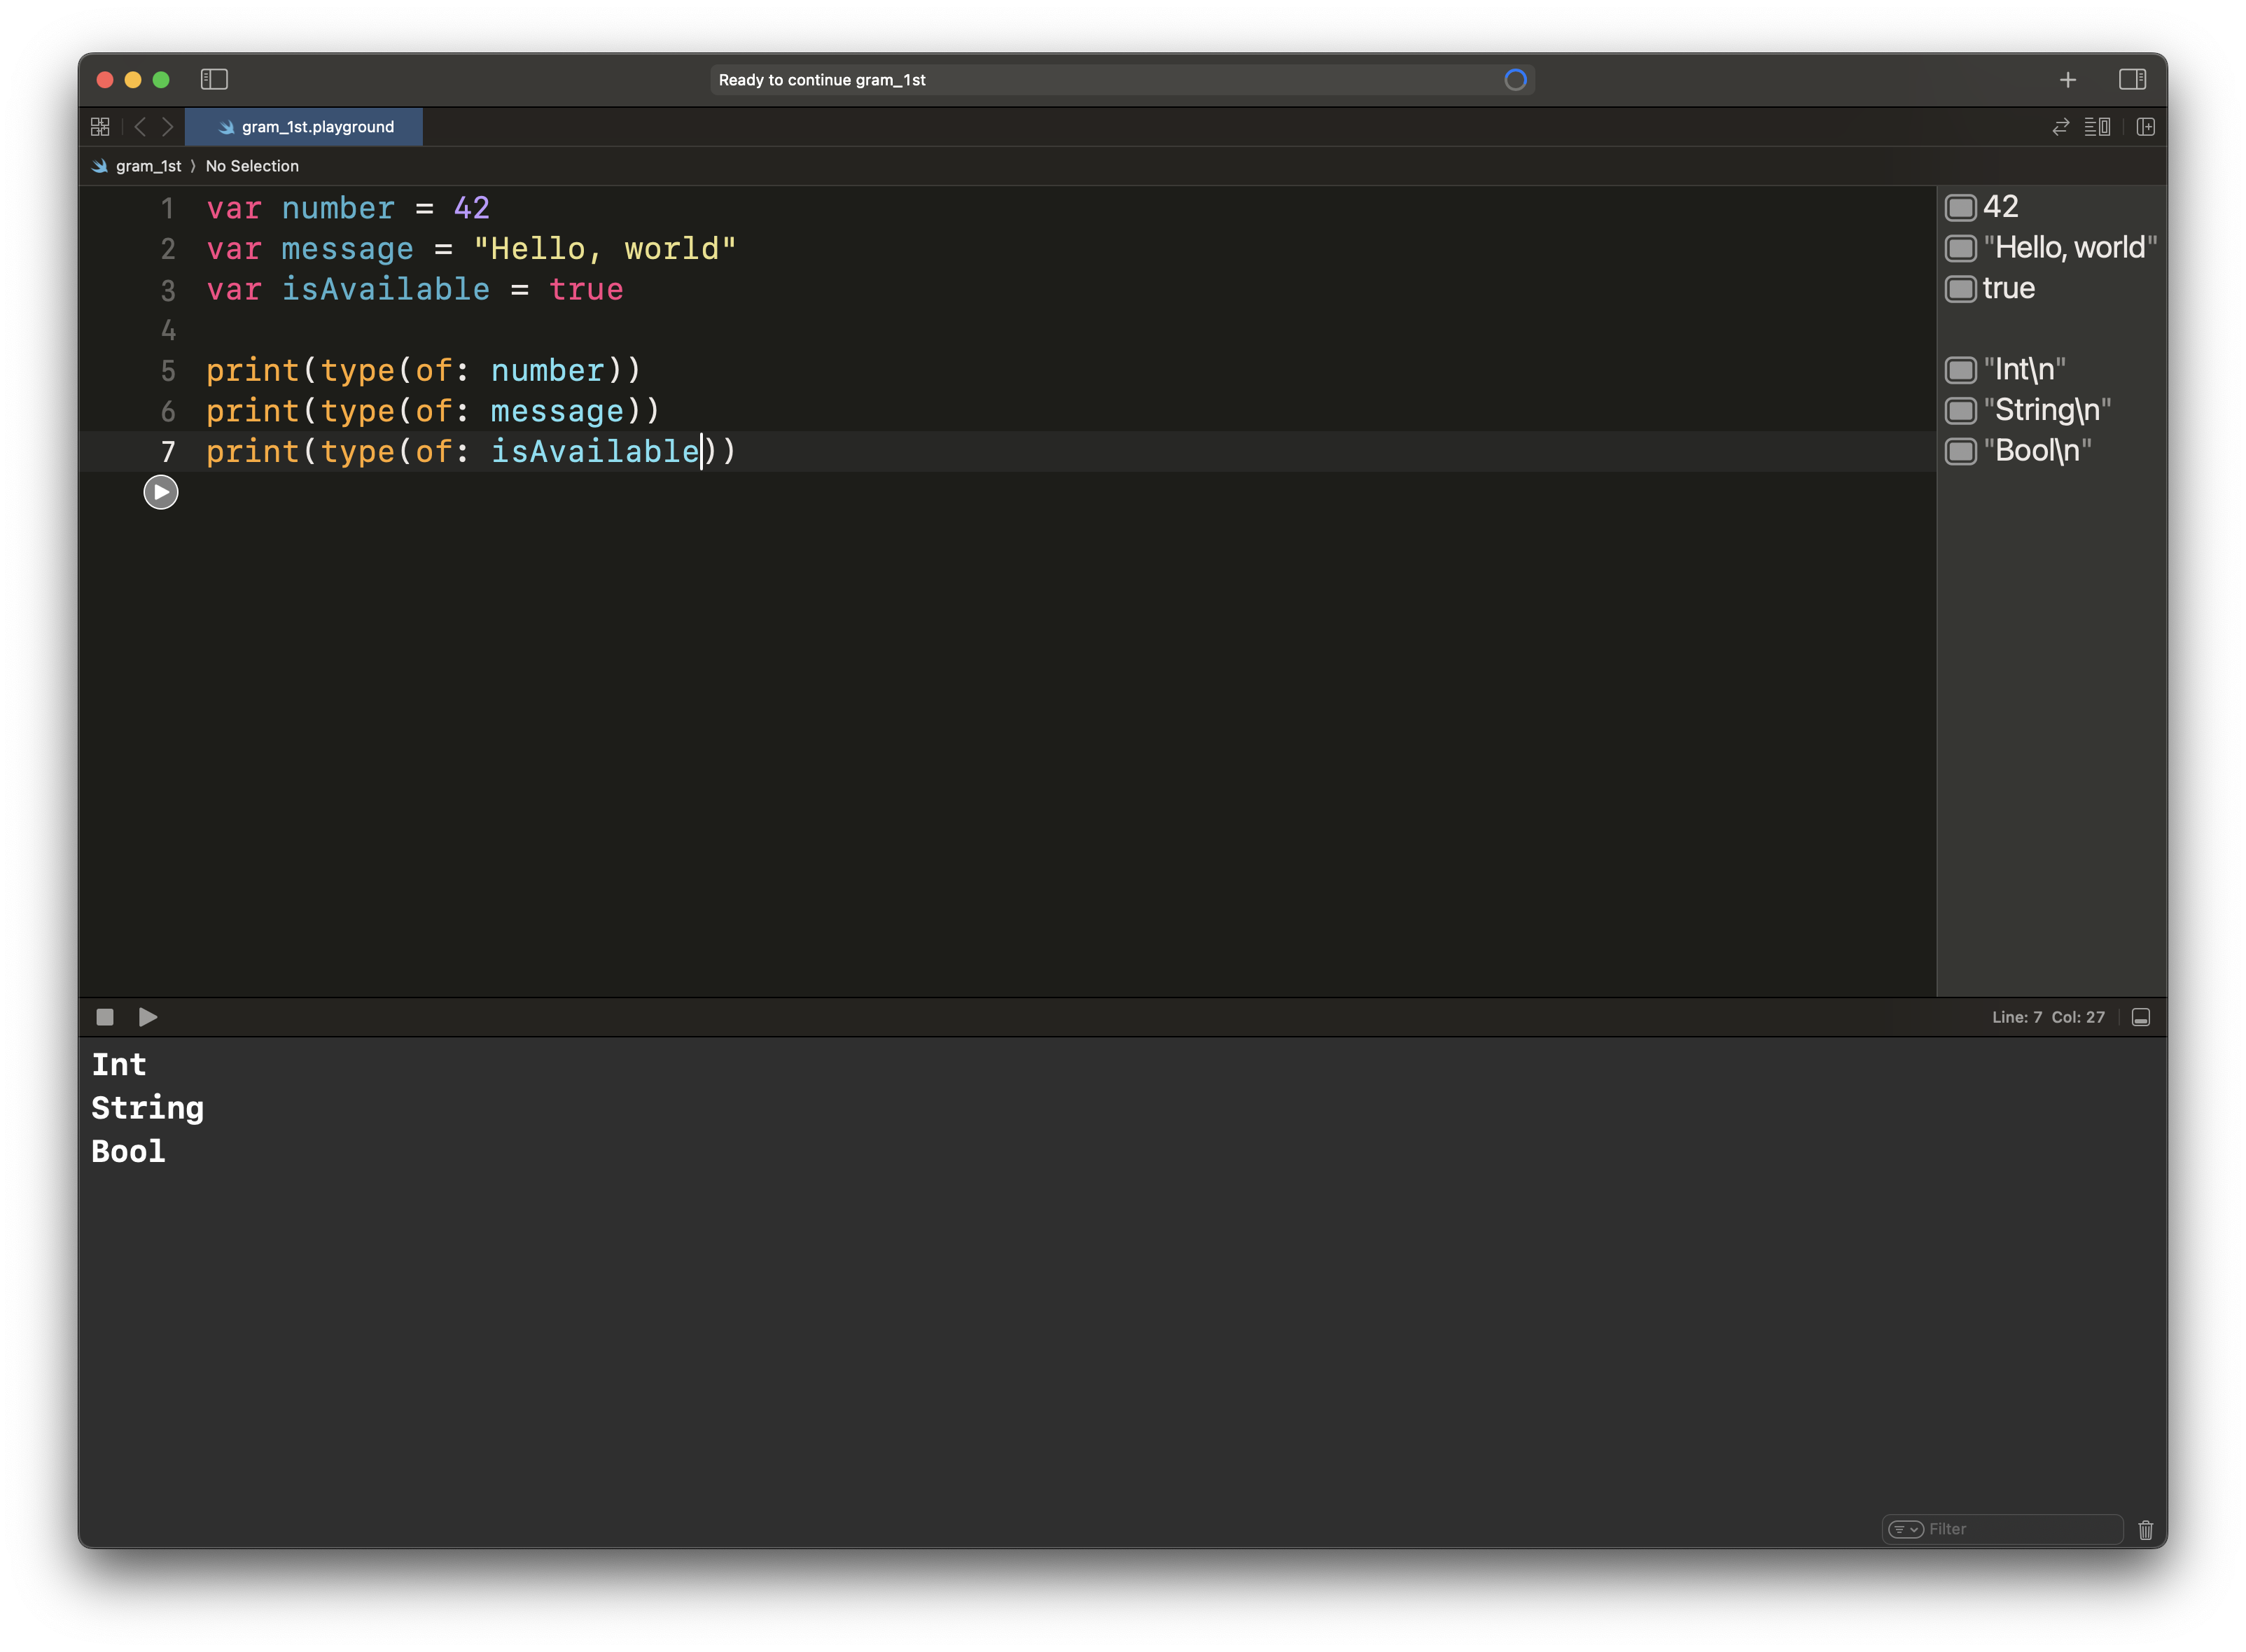 Ready to continue gram_1st
gram_1st.playground
gram_1st 〉 No Selection
1 var number = 42
42
2 var message = "Hello, world"
"Hello, world"
3 var isAvailable = true
true
4
5 print(type(of: number))
"Int\n"
6 print(type(of: message))
"String\n"
7 print(type(of: isAvailable))
"Bool\n"
Line: 7 Col: 27
Int
String
Bool
Filter